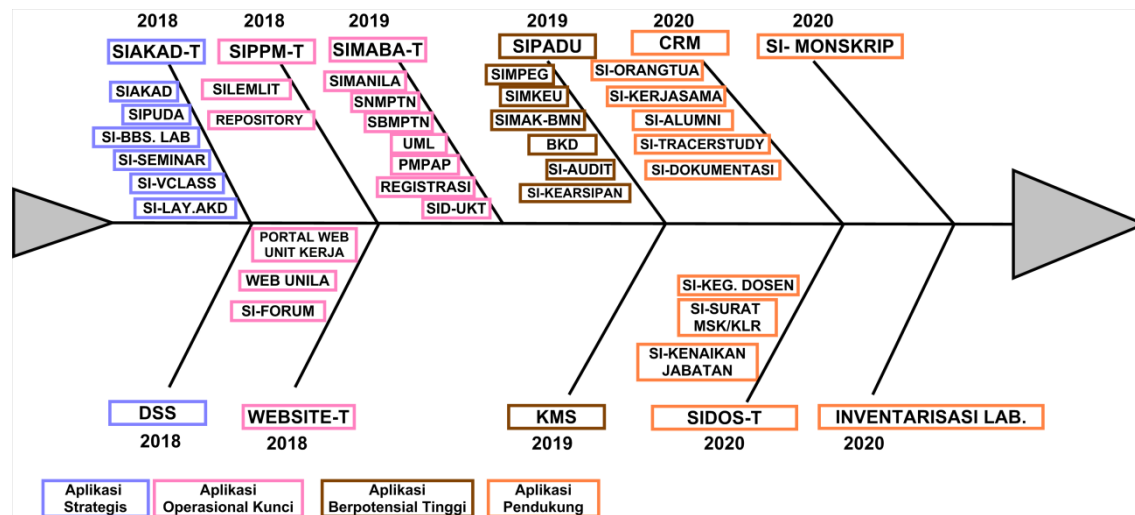 2018
2018
2019
2019
2020
2020
SIAKAD-T
SIPPM-T
SIMABA-T
SIPADU
CRM
SI- MONSKRIP
SIAKAD
SIPUDA
SI-BBS. LAB
SI-SEMINAR
SI-VCLASS
SI-LAY.AKD
SILEMLIT
REPOSITORY
SIMANILA
SNMPTN
SBMPTN
UML
PMPAP
REGISTRASI
SID-UKT
SIMPEG
SIMKEU
SIMAK-BMN
BKD
SI-AUDIT
SI-KEARSIPAN
SI-ORANGTUA
SI-KERJASAMA
SI-ALUMNI
SI-TRACERSTUDY
SI-DOKUMENTASI
PORTAL WEB
UNIT KERJA
WEB UNILA
SI-FORUM
SI-KEG. DOSEN
SI-SURAT
MSK/KLR
SI-KENAIKAN
JABATAN
DSS
WEBSITE-T
KMS
SIDOS-T
INVENTARISASI LAB.
2018
2018
2019
2020
2020
Aplikasi
Strategis
Aplikasi
Operasional Kunci
Aplikasi
Berpotensial Tinggi
Aplikasi
Pendukung